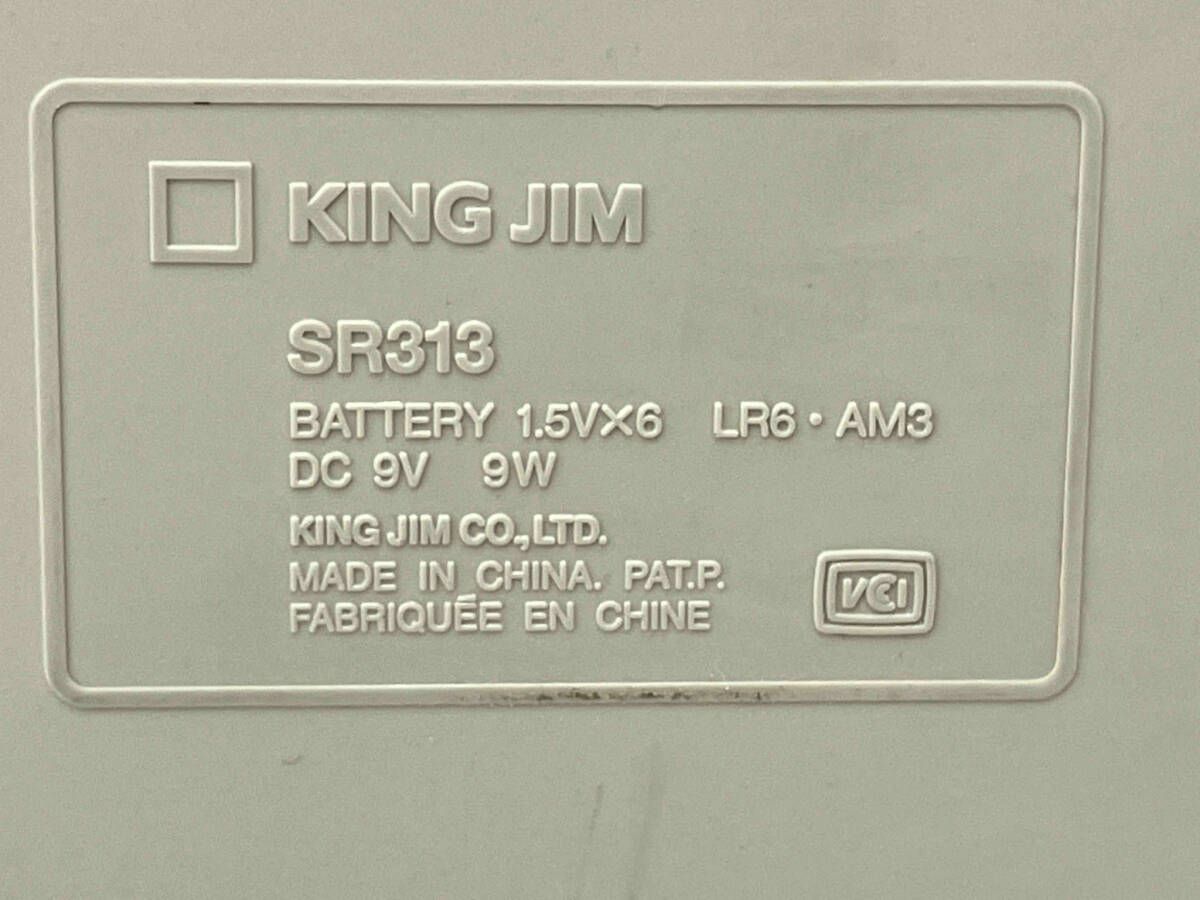 KING JIM
SR313
BATTERY 1.5V×6 LR6・AM3
DC 9V 9W
KING JIM CO.,LTD.
MADE IN CHINA. PAT.P.
FABRIQUÉE EN CHINE
VCI